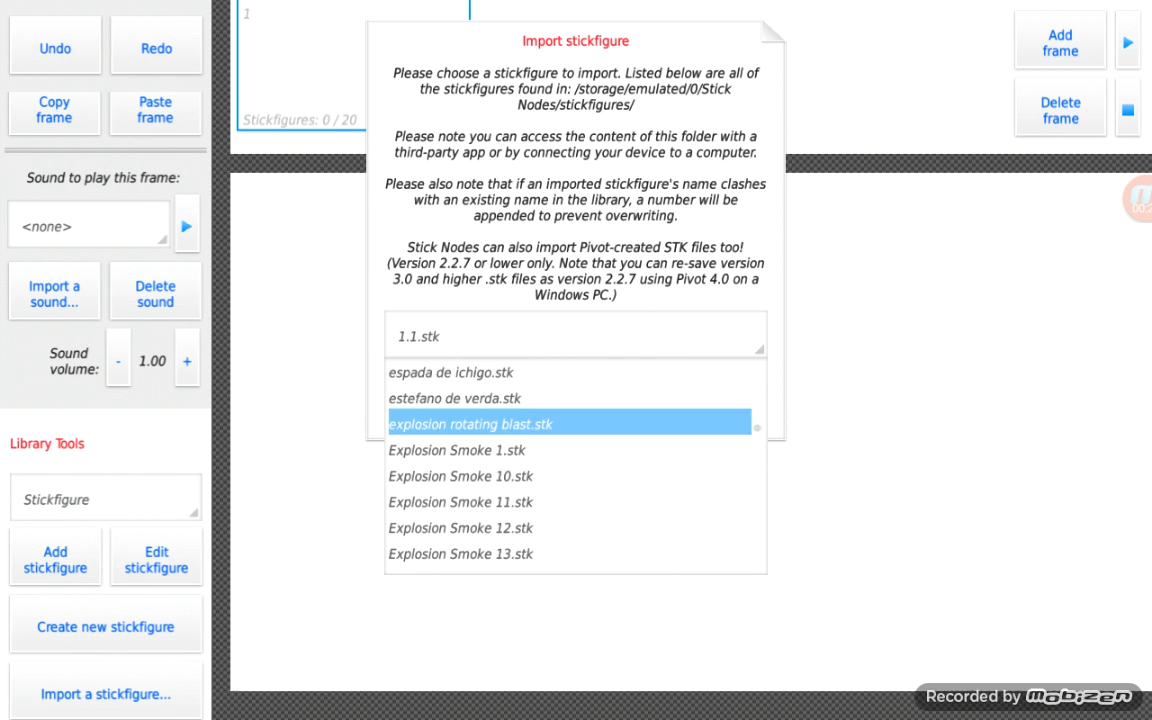 Undo
Redo
Copy
frame
Paste
frame
Sound to play this frame:
<none>
Import a
sound...
Delete
sound
Sound
volume:
-
1.00
+
Library Tools
Stickfigure
Add
stickfigure
Edit
stickfigure
Create new stickfigure
Import a stickfigure...
1
Stickfigures: 0 / 20
Import stickfigure
Please choose a stickfigure to import. Listed below are all of
the stickfigures found in: /storage/emulated/0/Stick
Nodes/stickfigures/
Please note you can access the content of this folder with a
third-party app or by connecting your device to a computer.
Please also note that if an imported stickfigure's name clashes
with an existing name in the library, a number will be
appended to prevent overwriting.
Stick Nodes can also import Pivot-created STK files too!
(Version 2.2.7 or lower only. Note that you can re-save version
3.0 and higher .stk files as version 2.2.7 using Pivot 4.0 on a
Windows PC.)
1.1.stk
espada de ichigo.stk
estefano de verda.stk
explosion rotating blast.stk
Explosion Smoke 1.stk
Explosion Smoke 10.stk
Explosion Smoke 11.stk
Explosion Smoke 12.stk
Explosion Smoke 13.stk
Add
frame
Delete
frame
Recorded by mobizen